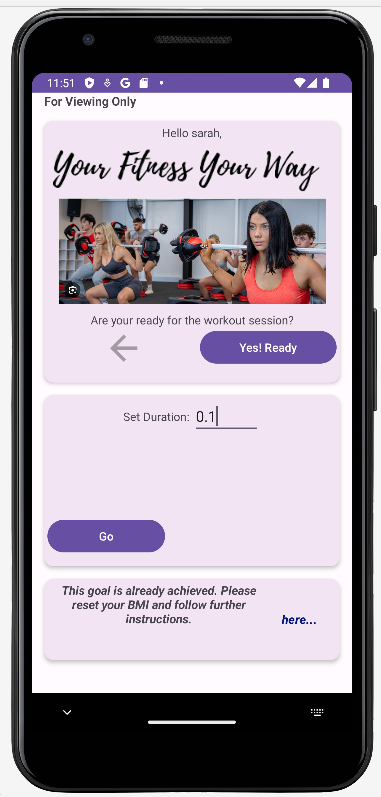 11:51
For Viewing Only
Hello sarah,
Your Fitness Your Way
Are your ready for the workout session?
Yes! Ready
Set Duration: 0.1
Go
This goal is already achieved. Please
reset your BMI and follow further
instructions.
here...